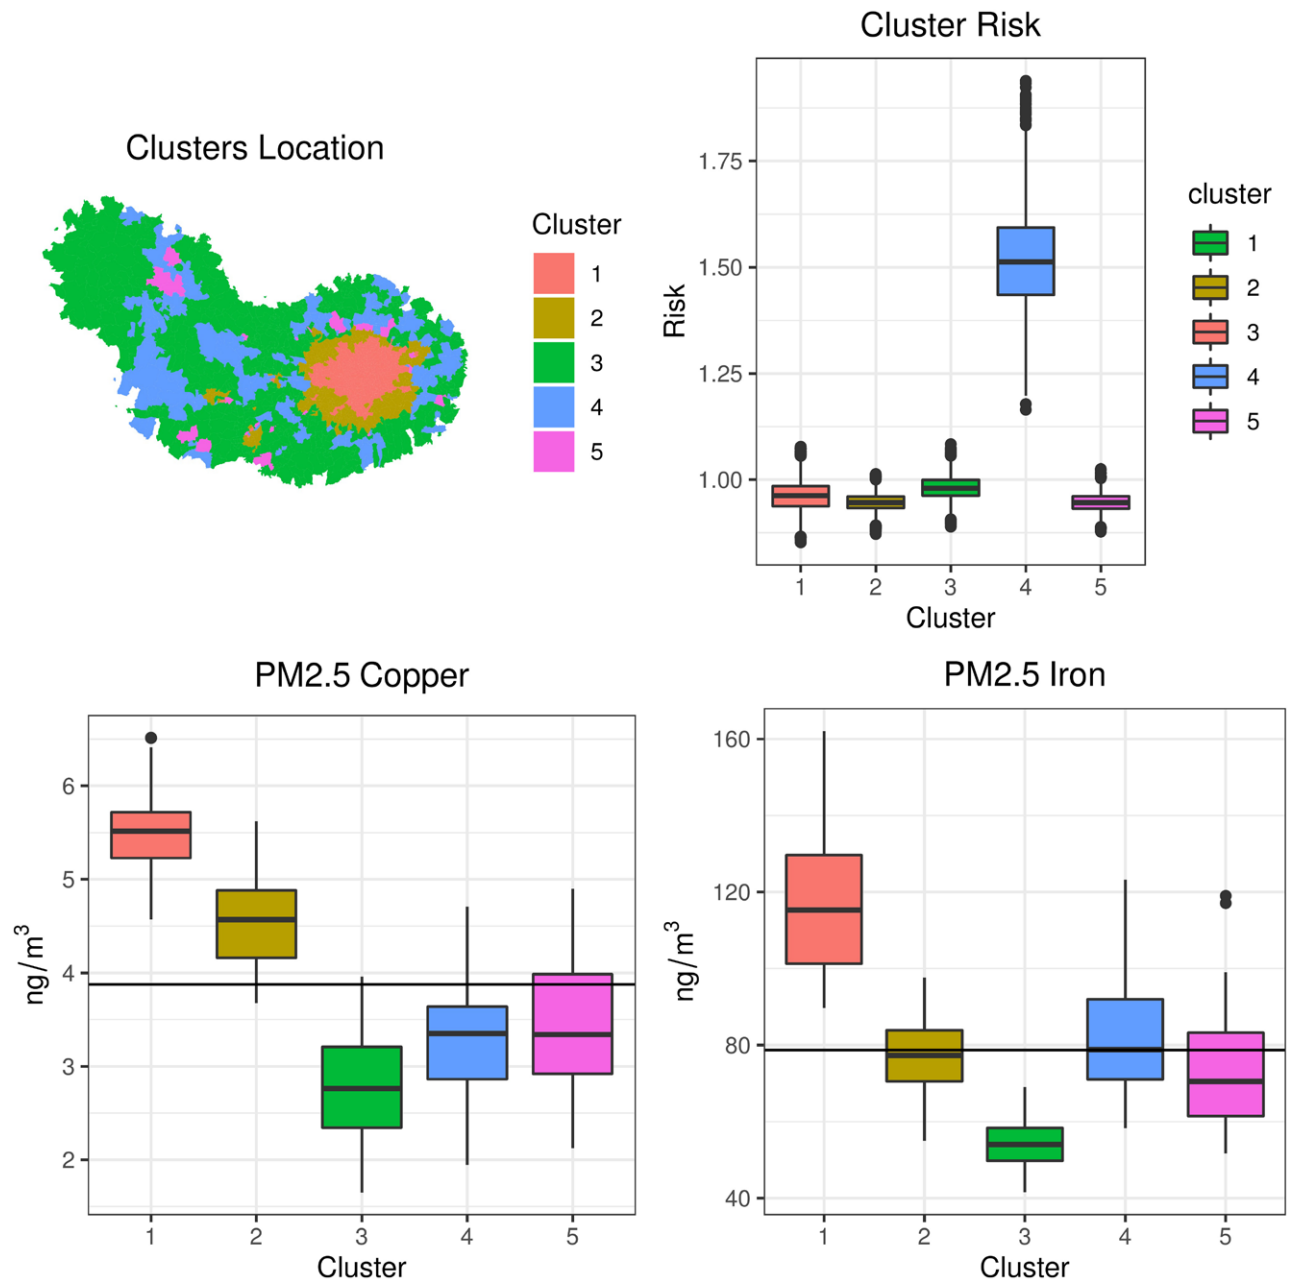 Clusters Location
Cluster
1
2
3
4
5
Cluster Risk
Risk
1.75
1.50
1.25
1.00
1 2 3 4 5
Cluster
cluster
1
2
3
4
5
PM2.5 Copper
ng/m³
6
5
4
3
2
1 2 3 4 5
Cluster
PM2.5 Iron
ng/m³
160
120
80
40
1 2 3 4 5
Cluster